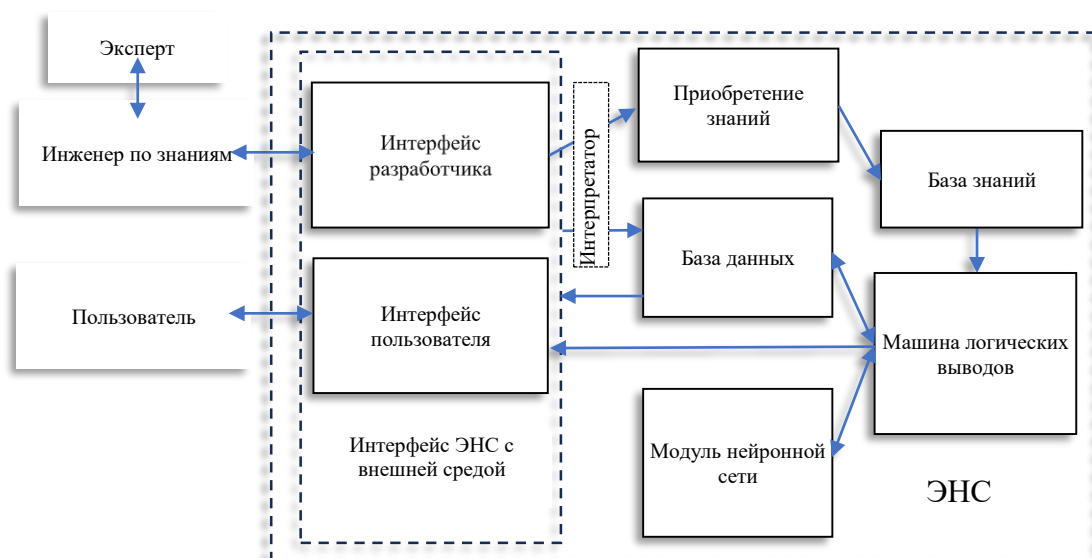 Эксперт
Инженер по знаниям
Пользователь
Интерфейс
разработчика
Интерфейс
пользователя
Интерфейс ЭНС с
внешней средой
Интерпретатор
Приобретение
знаний
База данных
Модуль нейронной
сети
База знаний
Машина логических
выводов
ЭНС